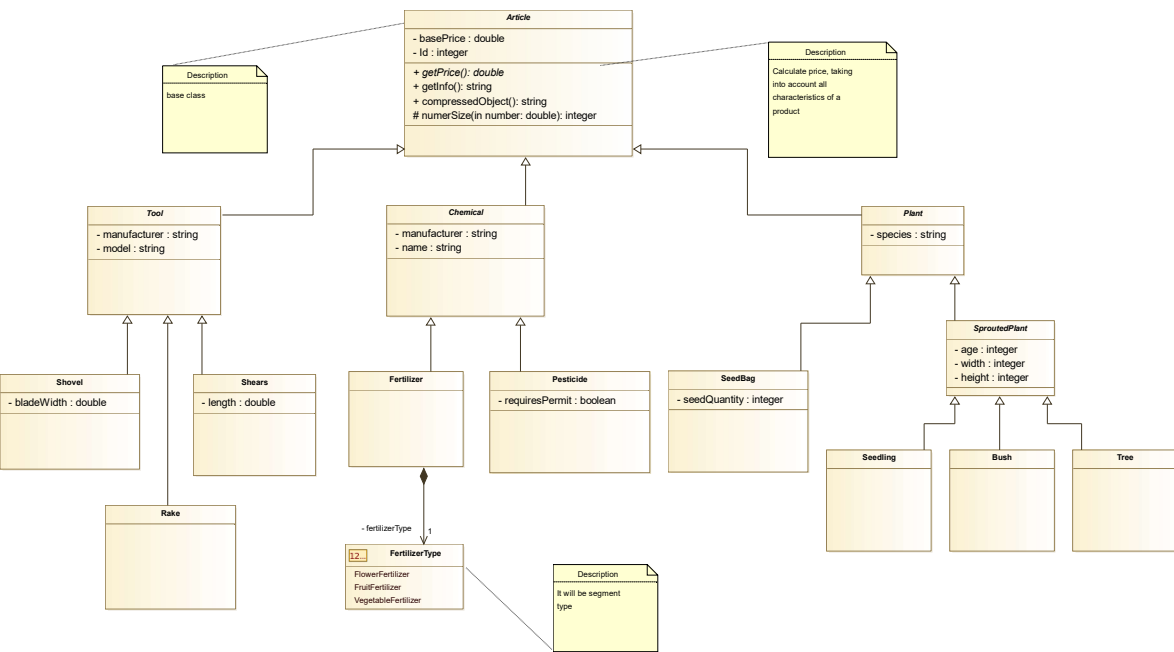 Article
- basePrice : double
- Id : integer
+ getPrice(): double
+ getInfo(): string
+ compressedObject(): string
# numerSize(in number: double): integer
Description
base class
Description
Calculate price, taking
into account all
characteristics of a
product
Tool
- manufacturer : string
- model : string
Chemical
- manufacturer : string
- name : string
Plant
- species : string
SproutedPlant
- age : integer
- width : integer
- height : integer
Shovel
- bladeWidth : double
Shears
- length : double
Fertilizer
Pesticide
- requiresPermit : boolean
SeedBag
- seedQuantity : integer
Seedling
Bush
Tree
Rake
- fertilizerType
1
12...
FertilizerType
FlowerFertilizer
FruitFertilizer
VegetableFertilizer
Description
It will be segment
type